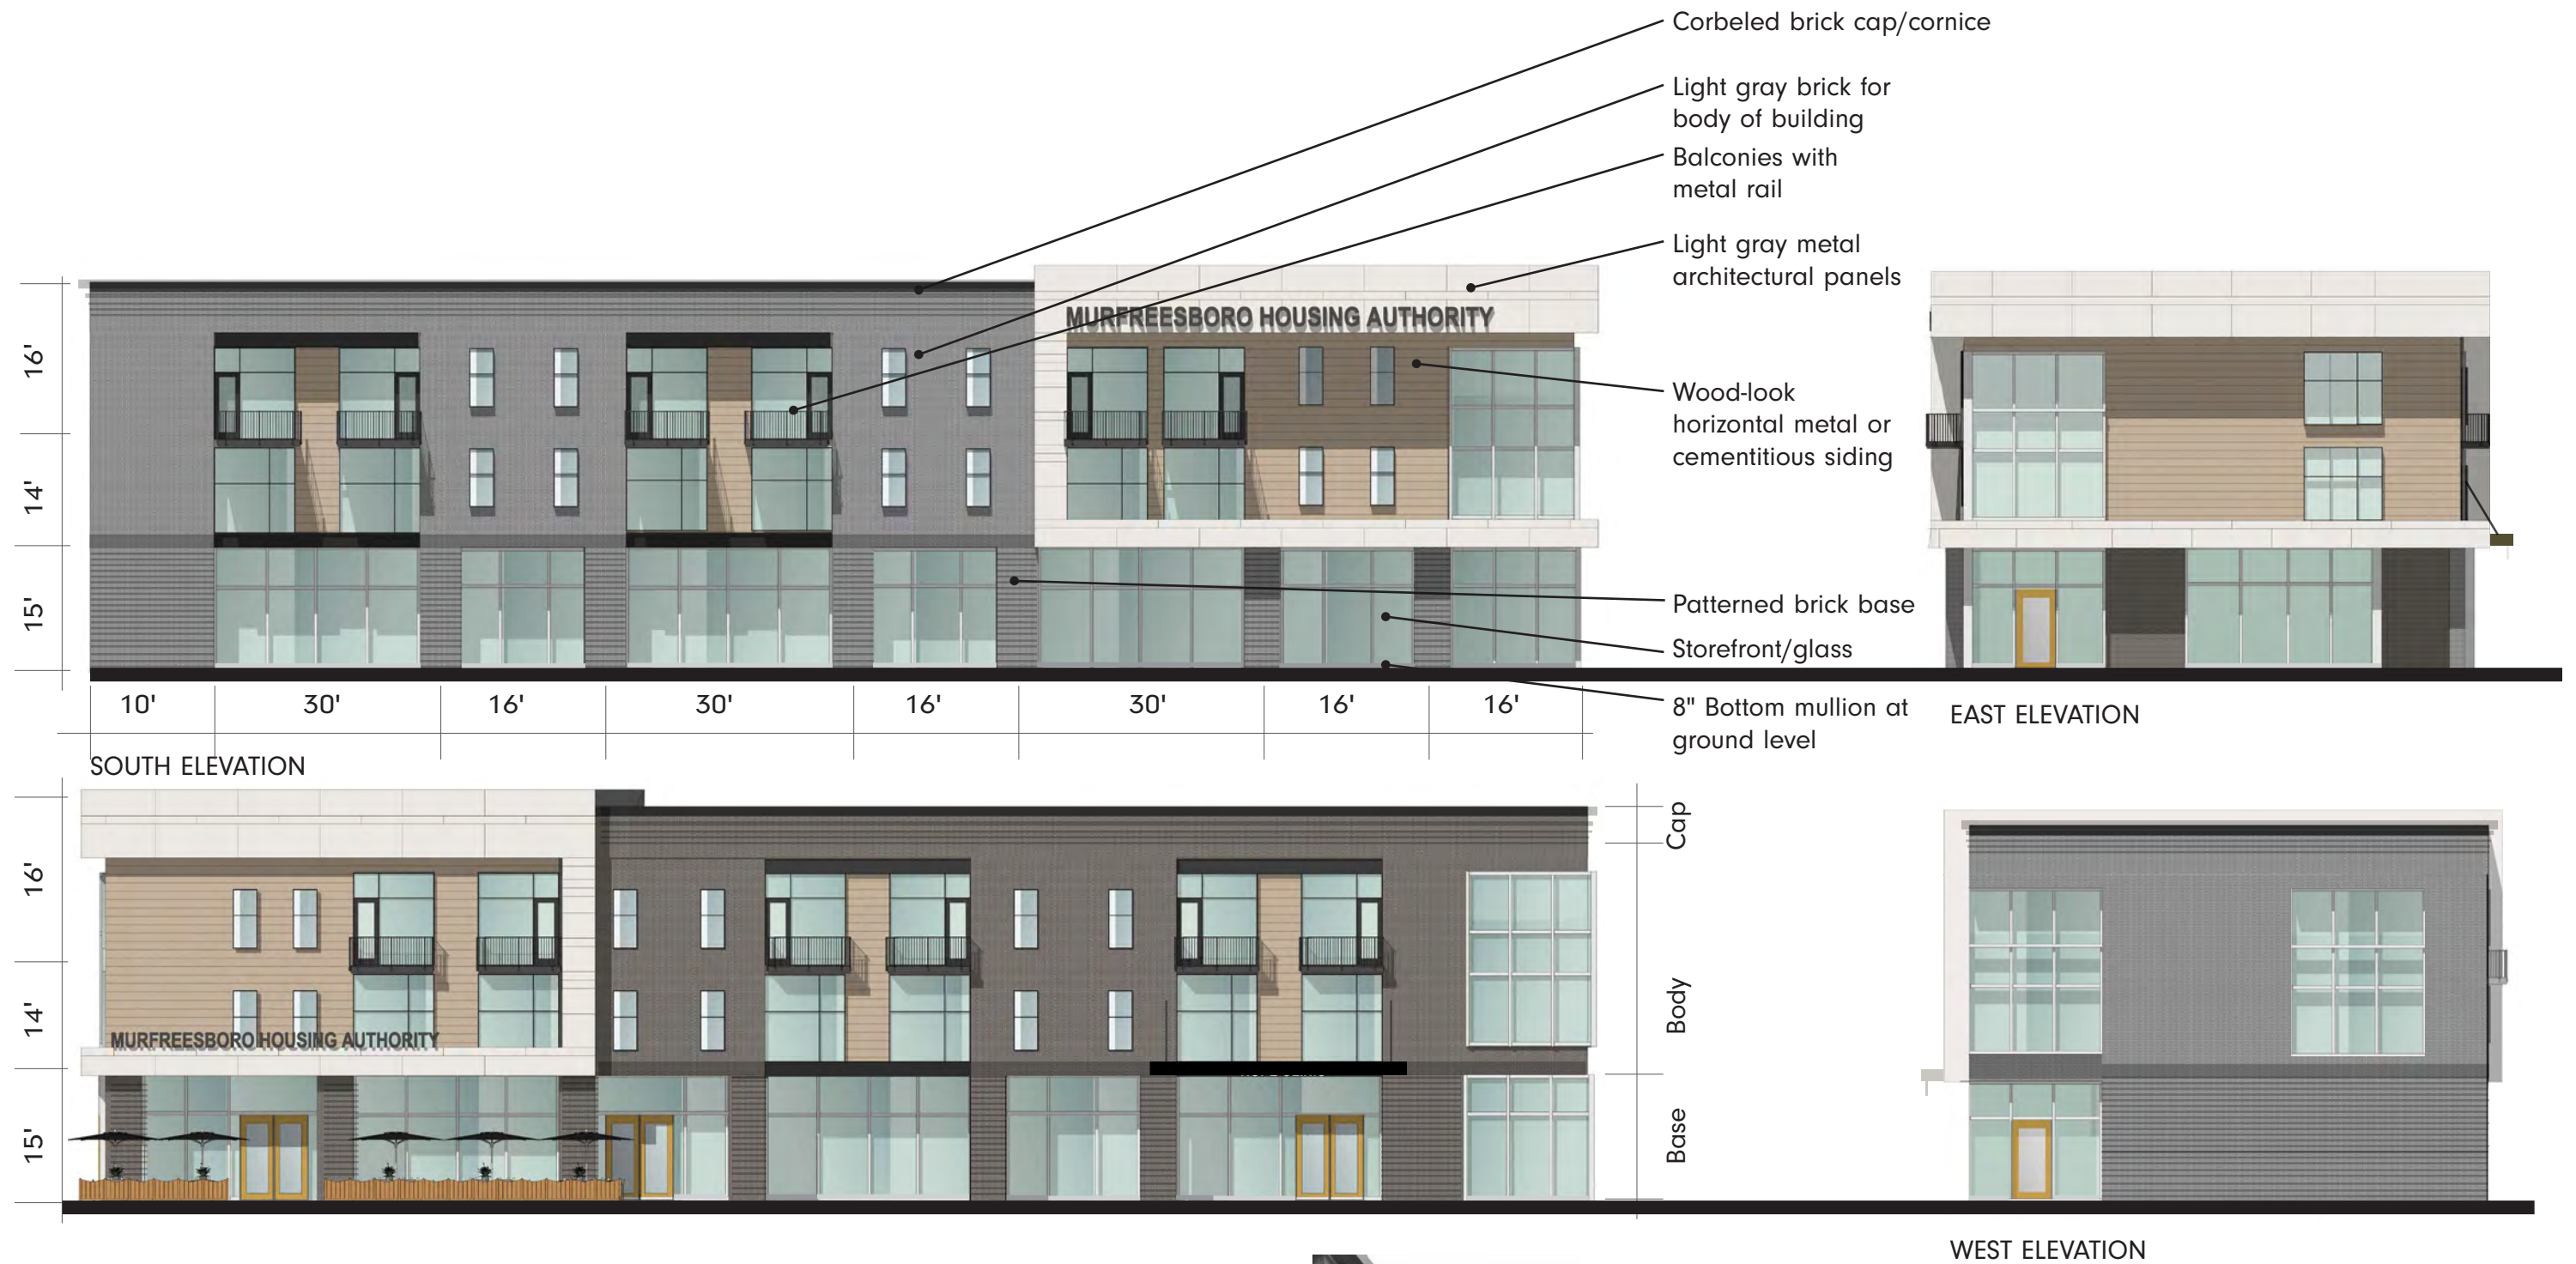 Corbeled brick cap/cornice
Light gray brick for
body of building
Balconies with
metal rail
Light gray metal
architectural panels
MURFREESBORO HOUSING AUTHORITY
Wood-look
horizontal metal or
cementitious siding
Patterned brick base
Storefront/glass
8" Bottom mullion at
ground level
16'
14'
15'
10' 30' 16' 30' 16' 30' 16' 16'
SOUTH ELEVATION
EAST ELEVATION
16'
14'
15'
MURFREESBORO HOUSING AUTHORITY
Cap
Body
Base
WEST ELEVATION